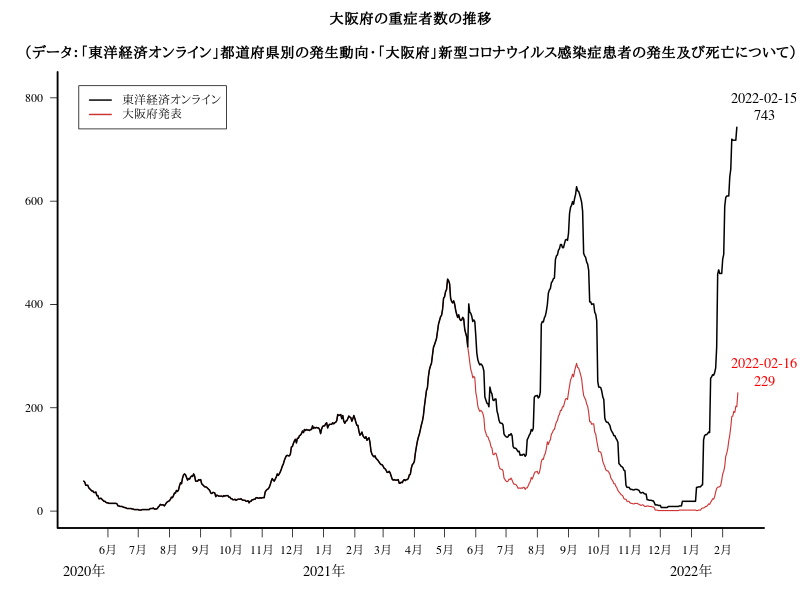 大阪府の重症者数の推移
（データ：「東洋経済オンライン」都道府県別の発生動向・「大阪府」新型コロナウイルス感染症患者の発生及び死亡について）
800
600
400
200
0
東洋経済オンライン
大阪府発表
2022-02-15
743
2022-02-16
229
6月 7月 8月 9月 10月 11月 12月 1月 2月 3月 4月 5月 6月 7月 8月 9月 10月 11月 12月 1月 2月
2020年 2021年 2022年